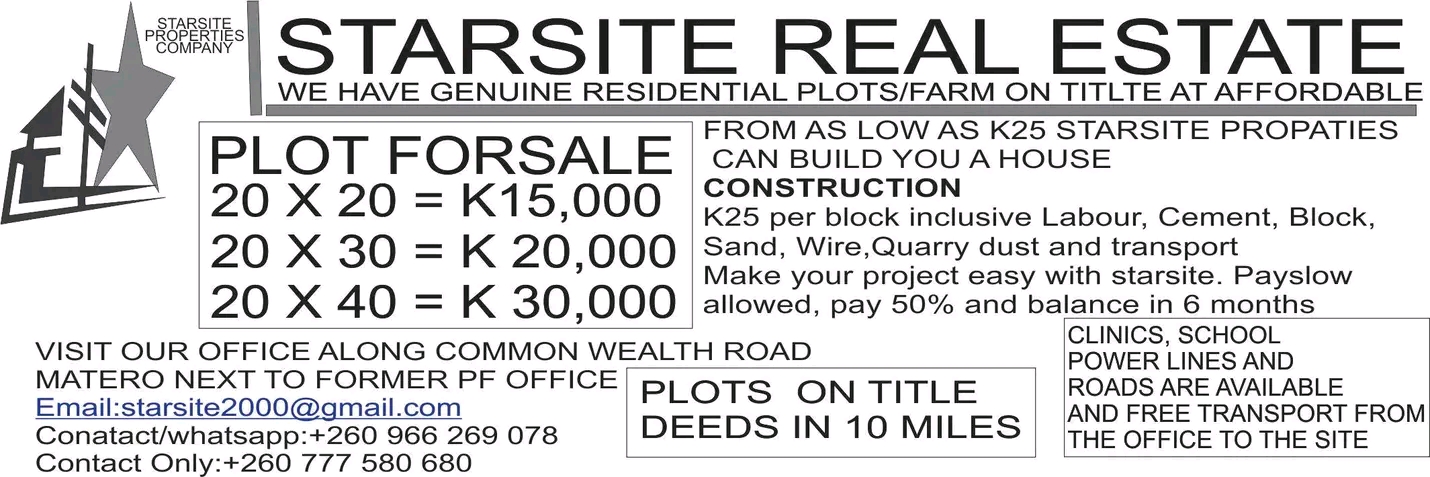 STARSITE
PROPERTIES
COMPANY
STARSITE REAL ESTATE
WE HAVE GENUINE RESIDENTIAL PLOTS/FARM ON TITLTE AT AFFORDABLE
PLOT FORSALE
20 X 20 = K15,000
20 X 30 = K 20,000
20 X 40 = K 30,000
FROM AS LOW AS K25 STARSITE PROPATIES
CAN BUILD YOU A HOUSE
CONSTRUCTION
K25 per block inclusive Labour, Cement, Block,
Sand, Wire,Quarry dust and transport
Make your project easy with starsite. Payslow
allowed, pay 50% and balance in 6 months
VISIT OUR OFFICE ALONG COMMON WEALTH ROAD
MATERO NEXT TO FORMER PF OFFICE
Email:starsite2000@gmail.com
Conatact/whatsapp:+260 966 269 078
Contact Only:+260 777 580 680
PLOTS ON TITLE
DEEDS IN 10 MILES
CLINICS, SCHOOL
POWER LINES AND
ROADS ARE AVAILABLE
AND FREE TRANSPORT FROM
THE OFFICE TO THE SITE